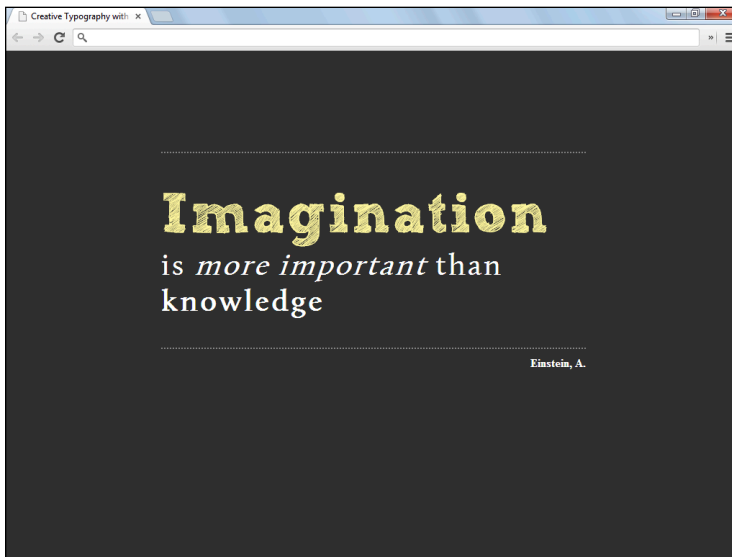 Creative Typography with
Imagination
is more important than
knowledge
Einstein, A.